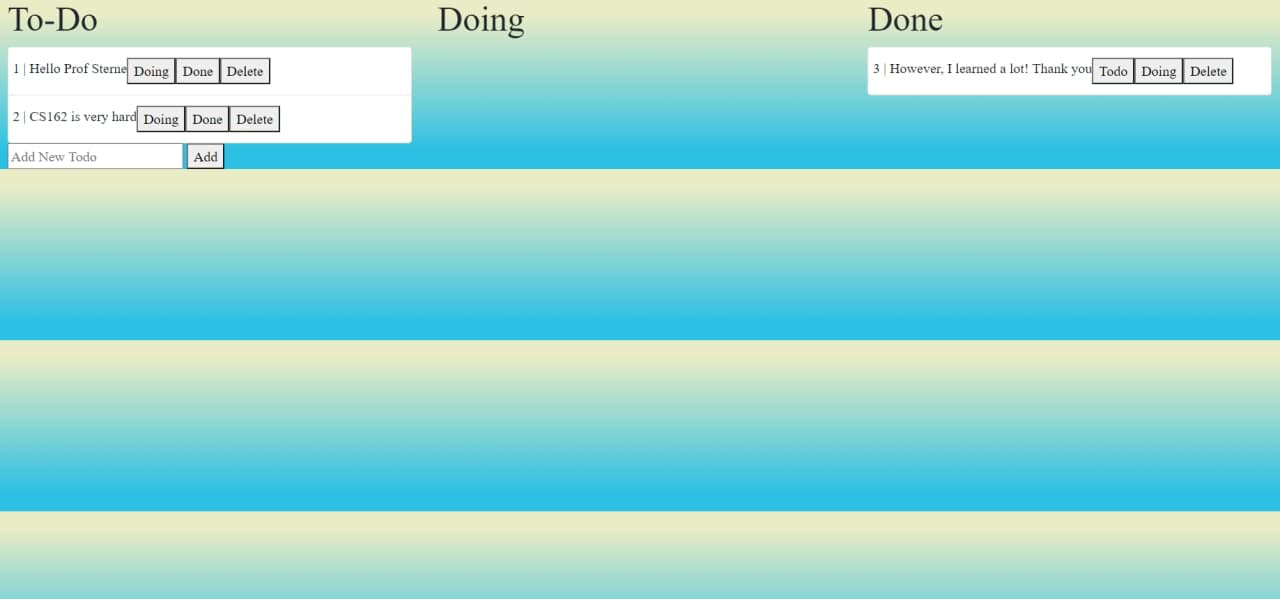 To-Do
1 | Hello Prof Sterne Doing Done Delete
2 | CS162 is very hard Doing Done Delete
Add New Todo Add
Doing
Done
3 | However, I learned a lot! Thank you Todo Doing Delete